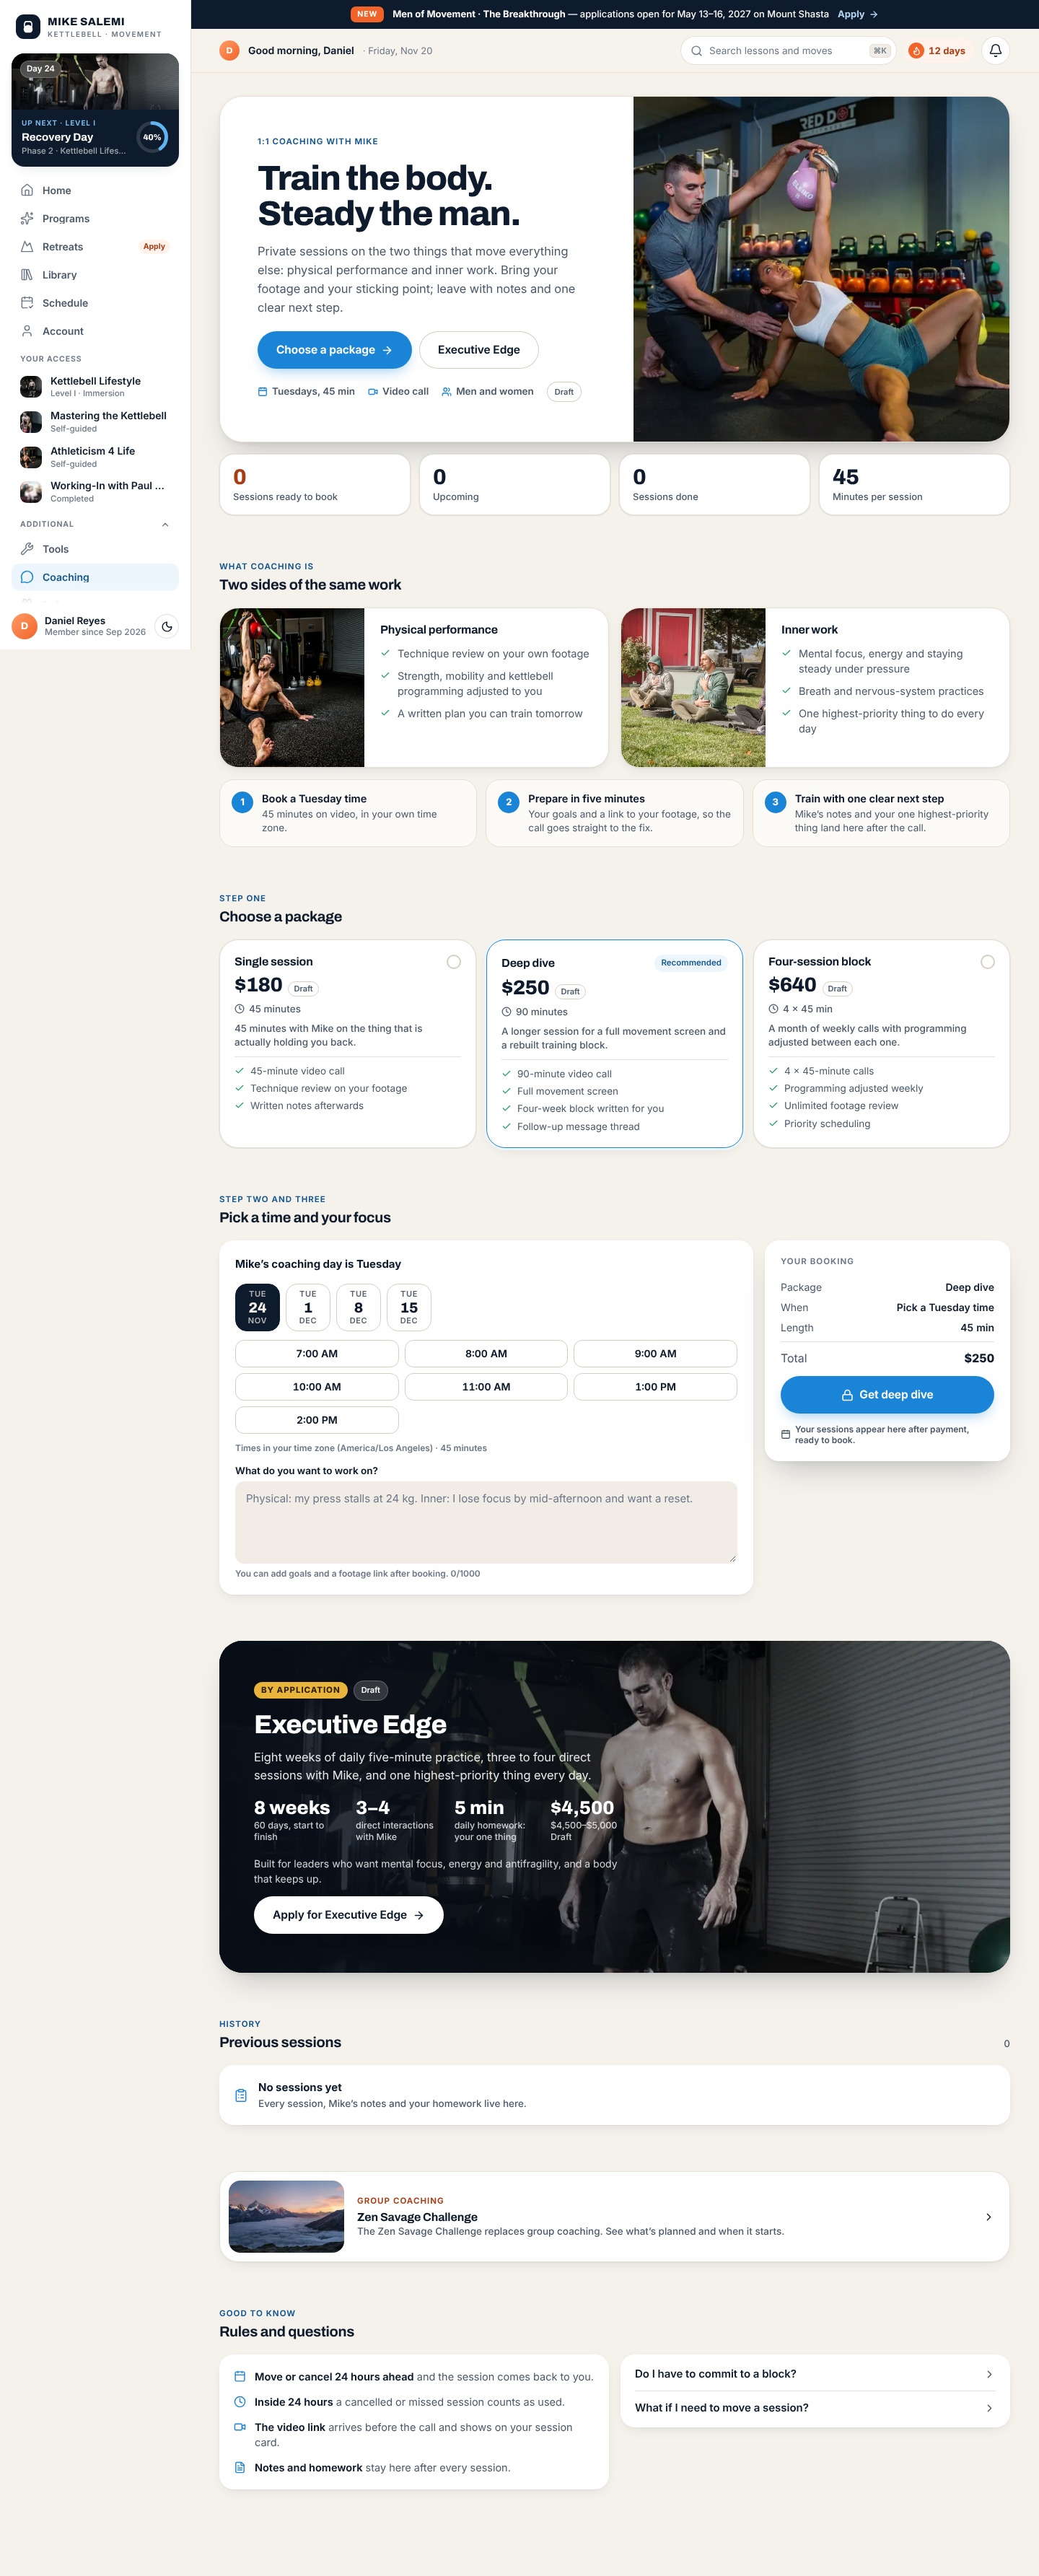 NEW Men of Movement · The Breakthrough — applications open for May 13–16, 2027 on Mount Shasta Apply
MIKE SALEMI
KETTLEBELL · MOVEMENT
Day 24
UP NEXT · LEVEL I
Recovery Day
Phase 2 · Kettlebell Lifes...
40%
Home
Programs
Retreats Apply
Library
Schedule
Account
YOUR ACCESS
Kettlebell Lifestyle
Level I · Immersion
Mastering the Kettlebell
Self-guided
Athleticism 4 Life
Self-guided
Working-In with Paul ...
Completed
ADDITIONAL
Tools
Coaching
D
Daniel Reyes
Member since Sep 2026
D Good morning, Daniel · Friday, Nov 20
Search lessons and moves ⌘K
12 days
1:1 COACHING WITH MIKE
Train the body.
Steady the man.
Private sessions on the two things that move everything
else: physical performance and inner work. Bring your
footage and your sticking point; leave with notes and one
clear next step.
Choose a package
Executive Edge
Tuesdays, 45 min Video call Men and women Draft
RED DOT
ELEIKO
0
Sessions ready to book
0
Upcoming
0
Sessions done
45
Minutes per session
WHAT COACHING IS
Two sides of the same work
Physical performance
Technique review on your own footage
Strength, mobility and kettlebell
programming adjusted to you
A written plan you can train tomorrow
Inner work
Mental focus, energy and staying
steady under pressure
Breath and nervous-system practices
One highest-priority thing to do every
day
1
Book a Tuesday time
45 minutes on video, in your own time
zone.
2
Prepare in five minutes
Your goals and a link to your footage, so the
call goes straight to the fix.
3
Train with one clear next step
Mike’s notes and your one highest-priority
thing land here after the call.
STEP ONE
Choose a package
Single session
$180 Draft
45 minutes
45 minutes with Mike on the thing that is
actually holding you back.
45-minute video call
Technique review on your footage
Written notes afterwards
Deep dive Recommended
$250 Draft
90 minutes
A longer session for a full movement screen and
a rebuilt training block.
90-minute video call
Full movement screen
Four-week block written for you
Follow-up message thread
Four-session block
$640 Draft
4 × 45 min
A month of weekly calls with programming
adjusted between each one.
4 × 45-minute calls
Programming adjusted weekly
Unlimited footage review
Priority scheduling
STEP TWO AND THREE
Pick a time and your focus
Mike’s coaching day is Tuesday
TUE TUE TUE TUE
24 1 8 15
NOV DEC DEC DEC
7:00 AM 8:00 AM 9:00 AM
10:00 AM 11:00 AM 1:00 PM
2:00 PM
Times in your time zone (America/Los Angeles) · 45 minutes
What do you want to work on?
Physical: my press stalls at 24 kg. Inner: I lose focus by mid-afternoon and want a reset.
You can add goals and a footage link after booking. 0/1000
YOUR BOOKING
Package Deep dive
When Pick a Tuesday time
Length 45 min
Total $250
Get deep dive
Your sessions appear here after payment,
ready to book.
BY APPLICATION Draft
Executive Edge
Eight weeks of daily five-minute practice, three to four direct
sessions with Mike, and one highest-priority thing every day.
8 weeks
60 days, start to
finish
3–4
direct interactions
with Mike
5 min
daily homework:
your one thing
$4,500
$4,500–$5,000
Draft
Built for leaders who want mental focus, energy and antifragility, and a body
that keeps up.
Apply for Executive Edge
HISTORY
Previous sessions 0
No sessions yet
Every session, Mike’s notes and your homework live here.
GROUP COACHING
Zen Savage Challenge
The Zen Savage Challenge replaces group coaching. See what’s planned and when it starts.
GOOD TO KNOW
Rules and questions
Move or cancel 24 hours ahead and the session comes back to you.
Inside 24 hours a cancelled or missed session counts as used.
The video link arrives before the call and shows on your session
card.
Notes and homework stay here after every session.
Do I have to commit to a block?
What if I need to move a session?